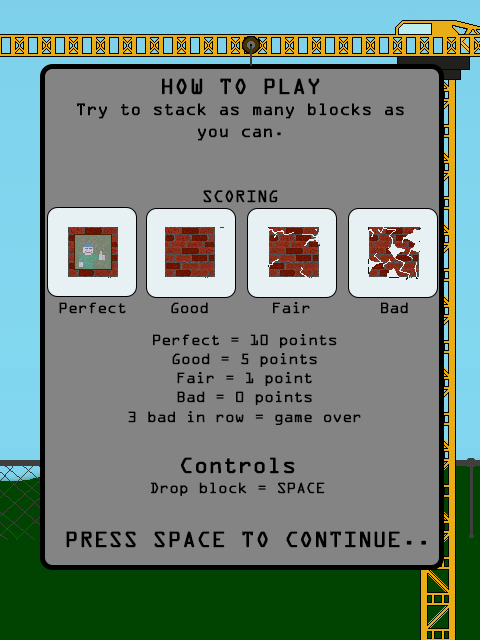 HOW TO PLAY
Try to stack as many blocks as
you can.
SCORING
Perfect Good Fair Bad
Perfect = 10 points
Good = 5 points
Fair = 1 point
Bad = 0 points
3 bad in row = game over
Controls
Drop block = SPACE
PRESS SPACE TO CONTINUE..